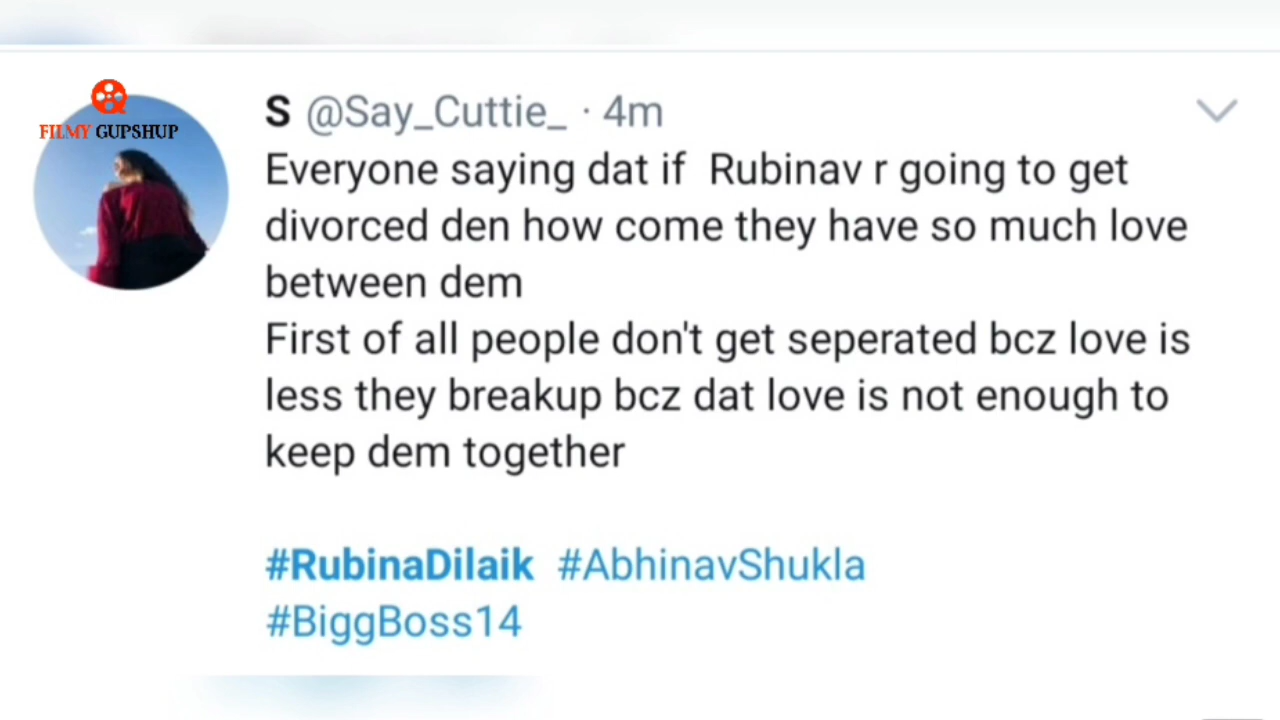 FILMY GUPSHUP
S @Say_Cuttie_ · 4m
Everyone saying dat if Rubinav r going to get
divorced den how come they have so much love
between dem
First of all people don't get seperated bcz love is
less they breakup bcz dat love is not enough to
keep dem together
#RubinaDilaik #AbhinavShukla
#BiggBoss14